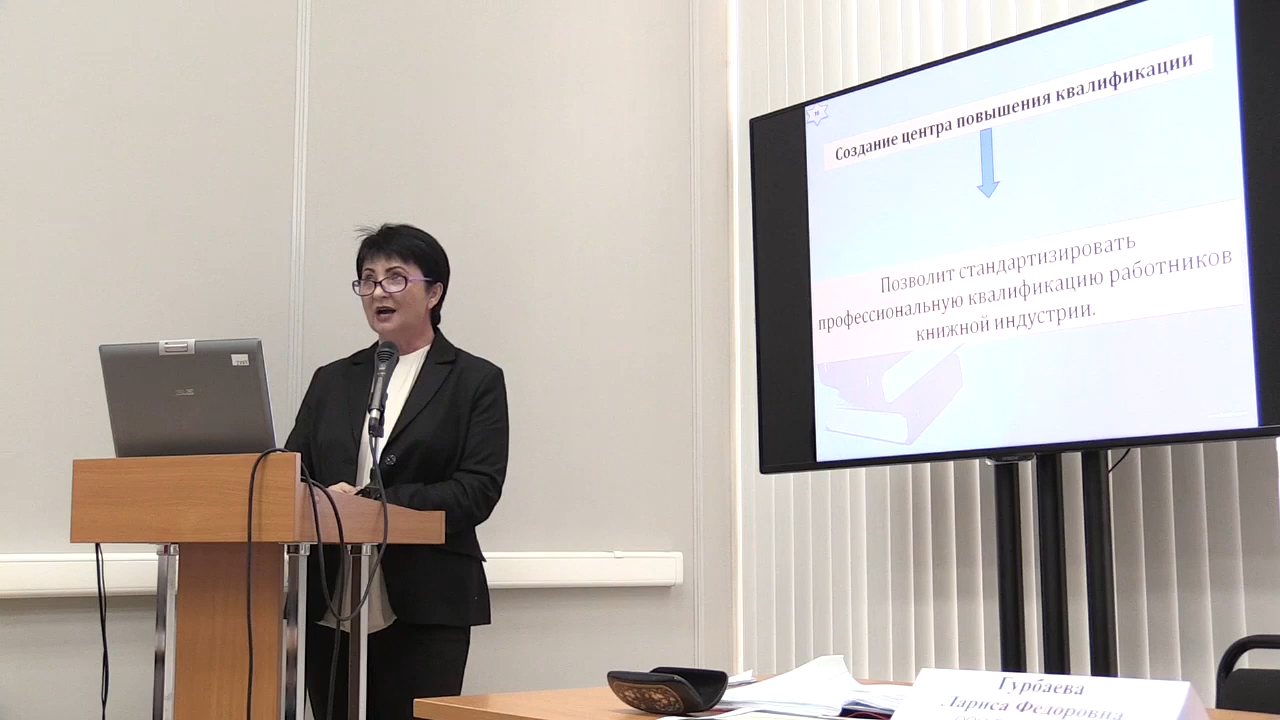 Создание центра повышения квалификации
Позволит стандартизировать
профессиональную квалификацию работников
книжной индустрии.
Гурбаева
Лариса Федоровна